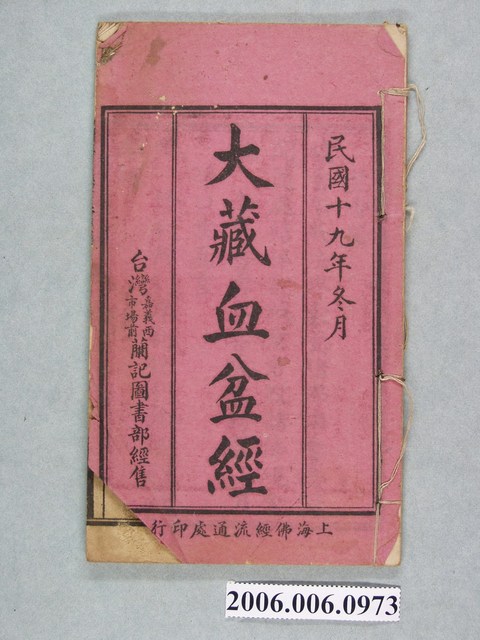 民國十九年冬月
大藏血盆經
台灣嘉義西市場前蘭記圖書部經售
上海佛經流通處印行
2006.006.0973